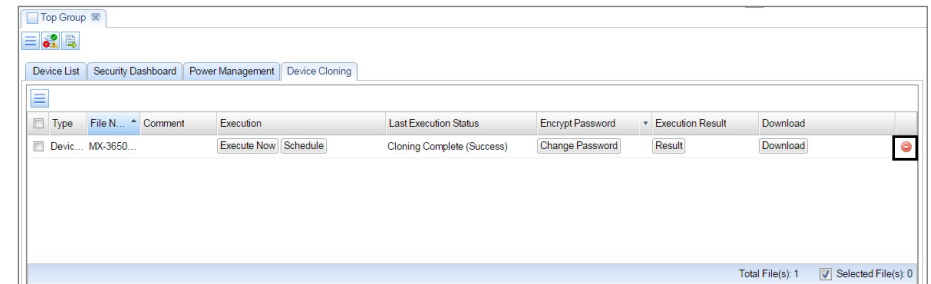 Top Group
Device List Security Dashboard Power Management Device Cloning
Type File N... Comment Execution Last Execution Status Encrypt Password Execution Result Download
Devic... MX-3650... Execute Now Schedule Cloning Complete (Success) Change Password Result Download
Total File(s): 1 Selected File(s): 0